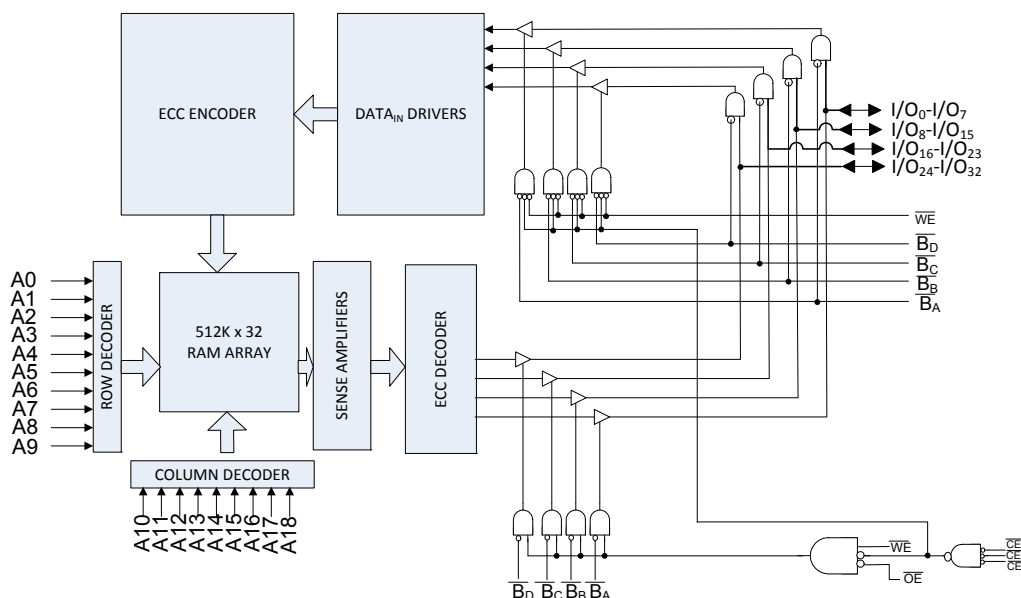 ECC ENCODER
DATAIN DRIVERS
I/O0-I/O7
I/O8-I/O15
I/O16-I/O23
I/O24-I/O32
WE
BD
BC
BB
BA
A0
A1
A2
A3
A4
A5
A6
A7
A8
A9
ROW DECODER
512K x 32
RAM ARRAY
SENSE AMPLIFIERS
ECC DECODER
COLUMN DECODER
A10
A11
A12
A13
A14
A15
A16
A17
A18
BD
BC
BB
BA
WE
OE
CE
CE
CE